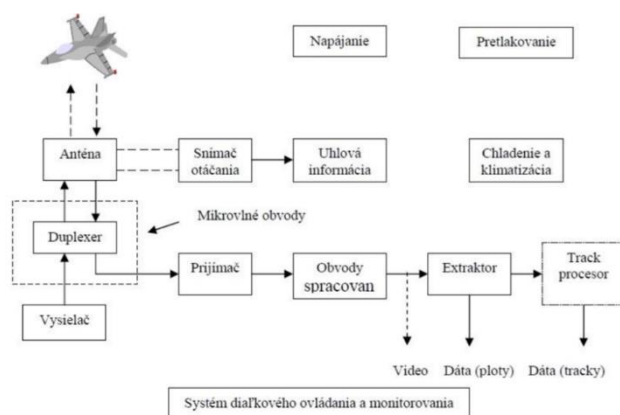 Napájanie
Pretlakovanie
Anténa
Snímač
otáčania
Uhlová
informácia
Chladenie a
klimatizácia
Mikrovlné obvody
Duplexer
Prijímač
Obvody
spracovan
Extraktor
Track
procesor
Vysielač
Video
Dáta (ploty)
Dáta (tracky)
Systém diaľkového ovládania a monitorovania